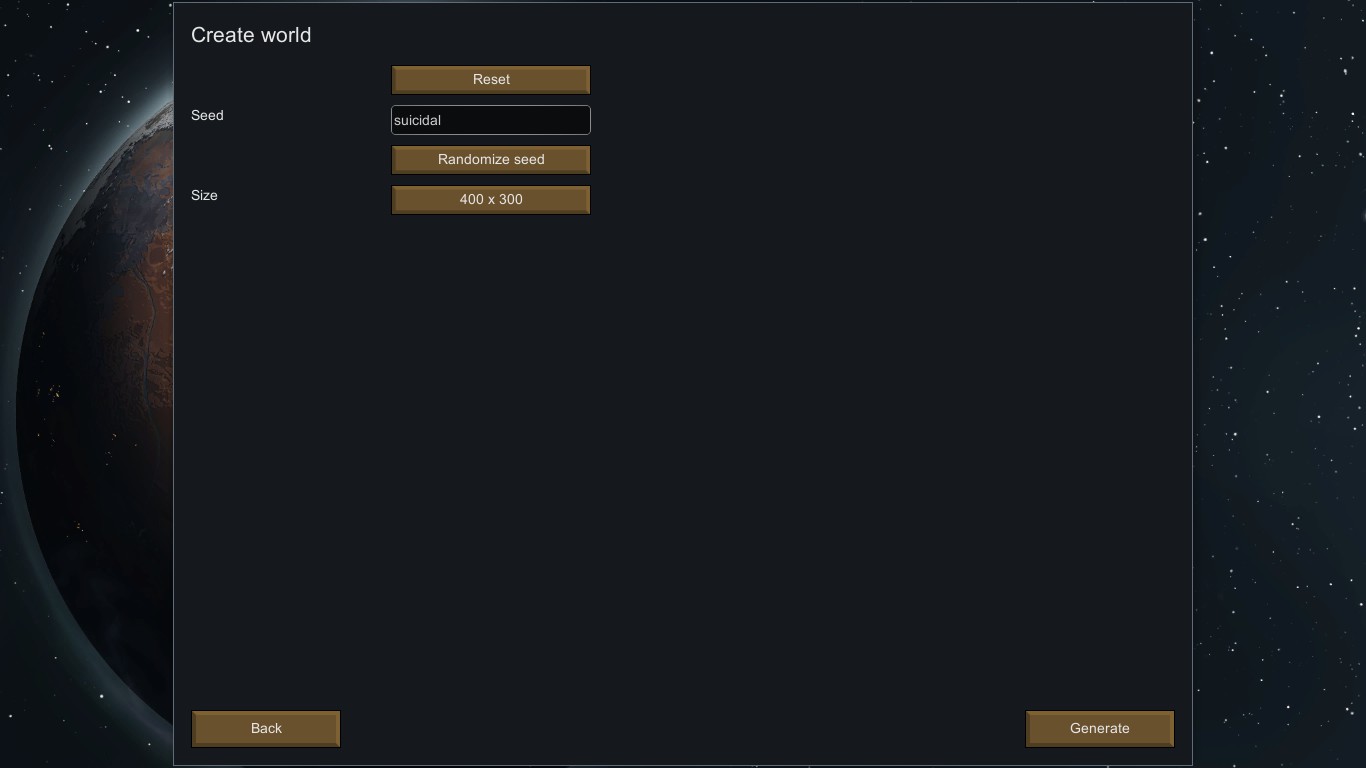 Create world
Reset
Seed
suicidal
Randomize seed
Size
400 x 300
Back
Generate